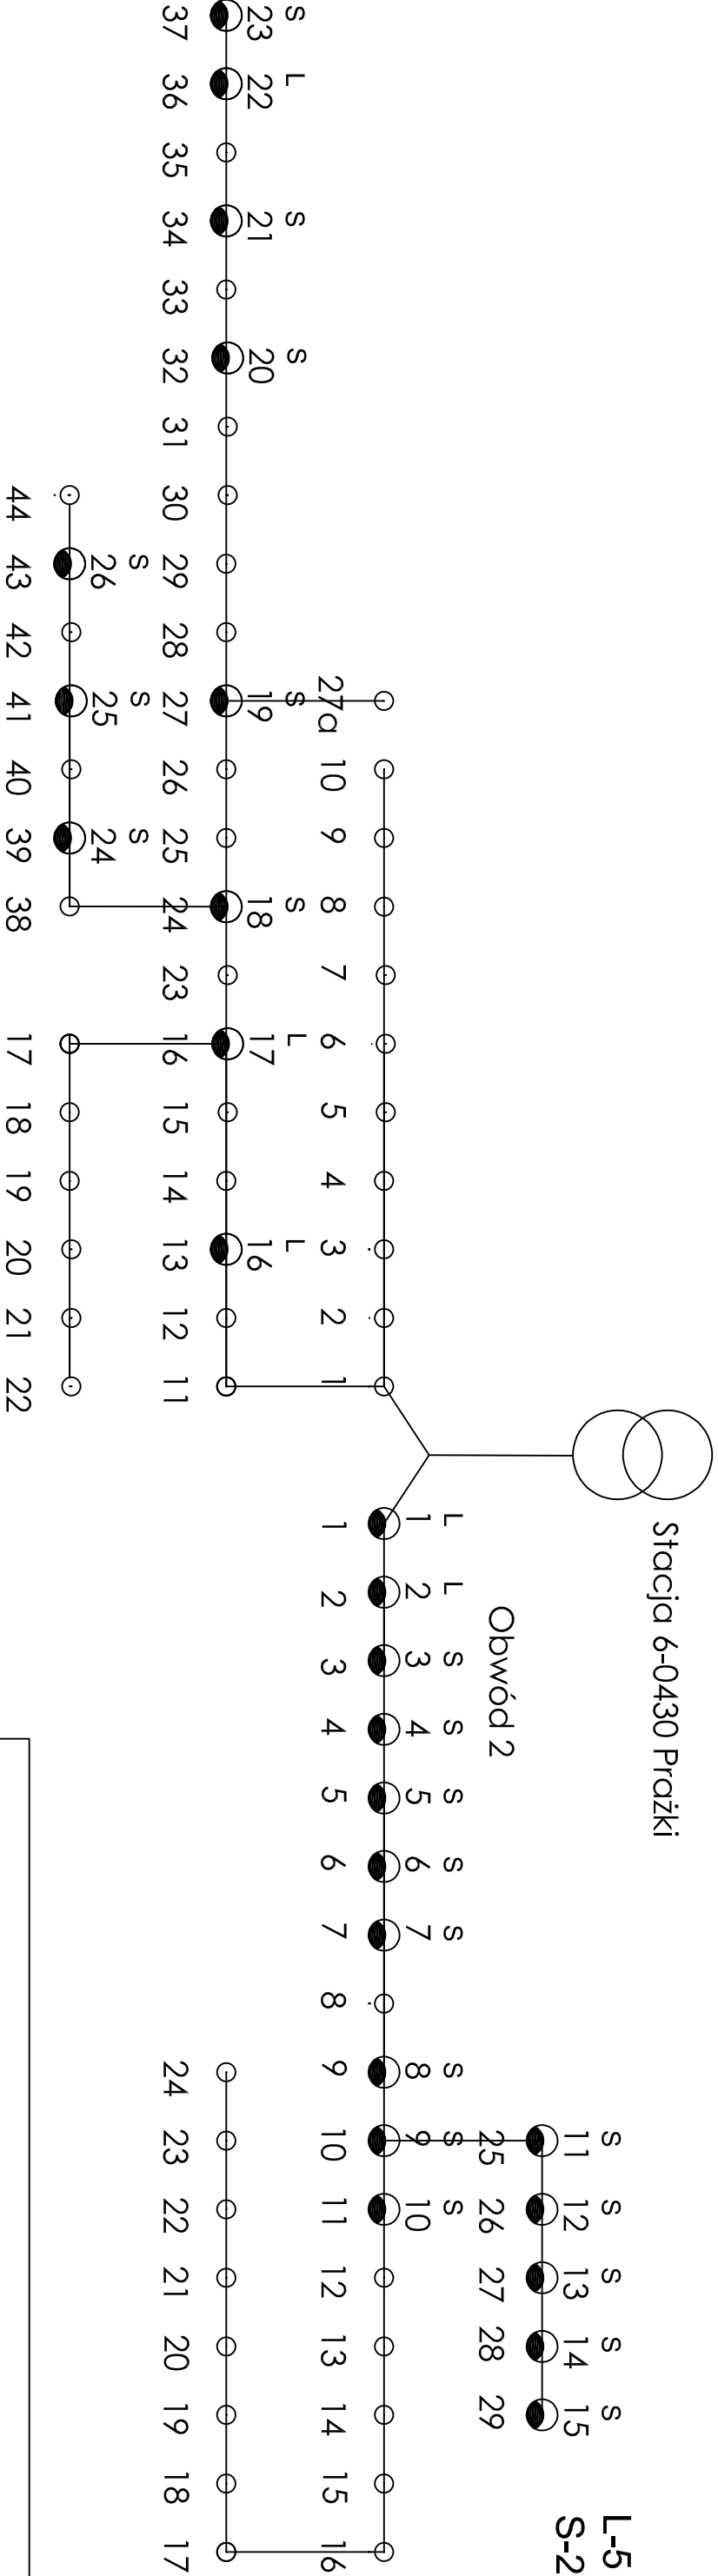 Stacja 6-0430 Prażki
L-5
S-2
S S S S S
11 12 13 14 15
Obwód 2
25 26 27 28 29
L L S S S S S S S S
1 2 3 4 5 6 7 8 9 10
27a 10 9 8 7 6 5 4 3 2 1 1 2 3 4 5 6 7 8 9 10 11 12 13 14 15 16
S L S S S S L L
23 22 21 20 19 18 17 16
37 36 35 34 33 32 31 30 29 28 27 26 25 24 23 16 15 14 13 12 11 24 23 22 21 20 19 18 17
S S S
26 25 24
44 43 42 41 40 39 38 17 18 19 20 21 22